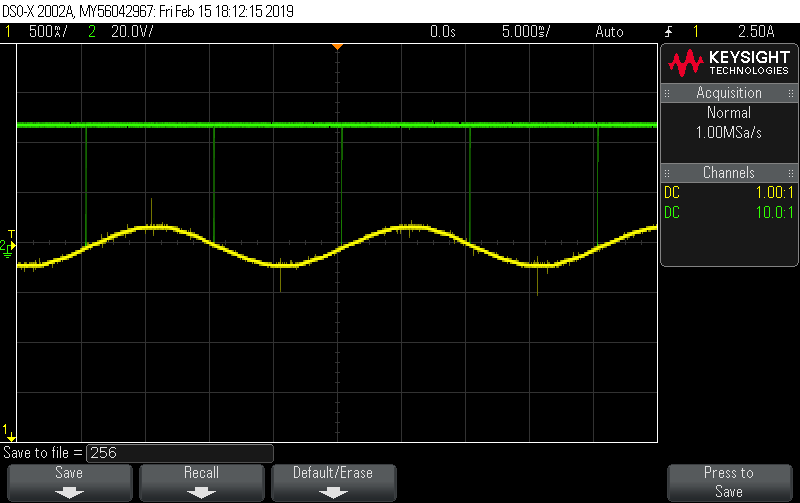 DSO-X 2002A, MY56042967: Fri Feb 15 18:12:15 2019
1 500%/ 2 20.0V/ 0.0s 5.000%/ Auto 1 2.50A
KEYSIGHT
TECHNOLOGIES
Acquisition
Normal
1.00MSa/s
Channels
DC 1.00:1
DC 10.0:1
T
2
1
Save to file = 256
Save
Recall
Default/Erase
Press to
Save